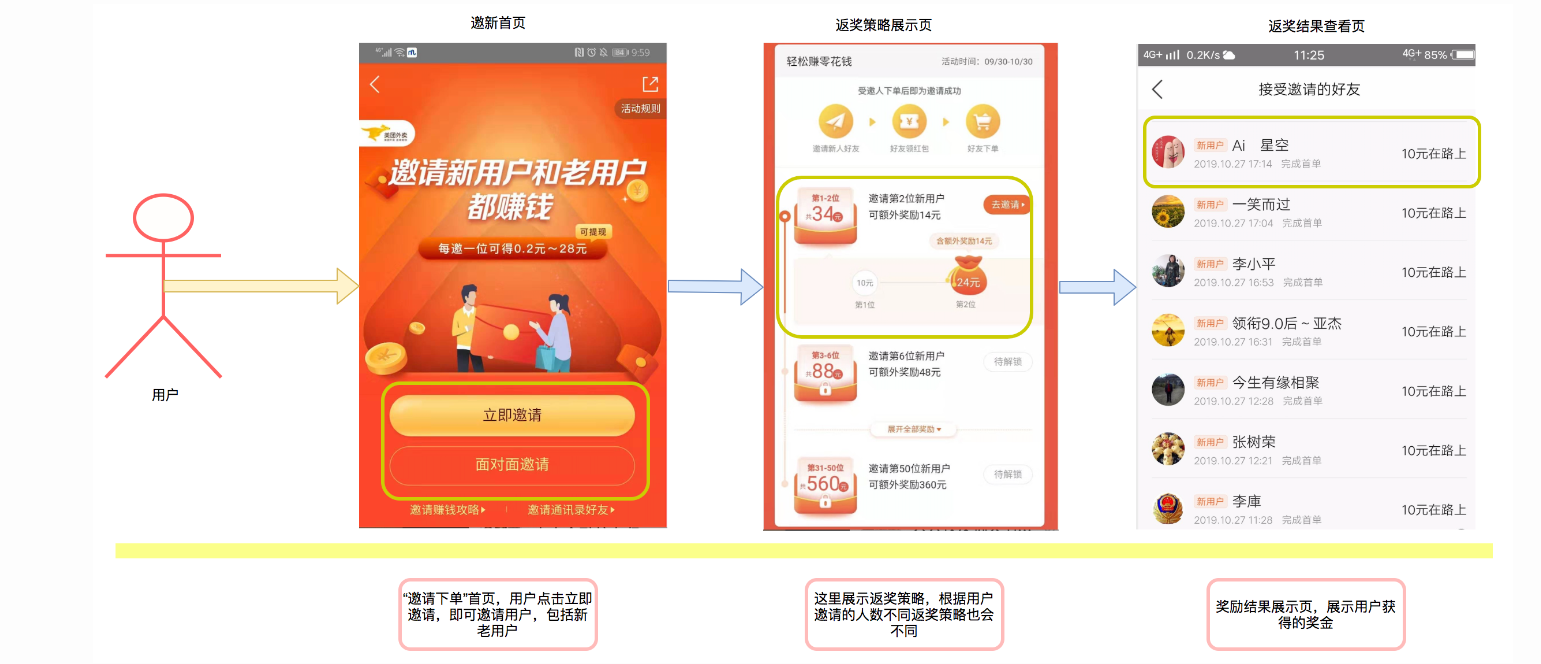 邀新首页
返奖策略展示页
返奖结果查看页
用户
9:59
活动规则
美团外卖
邀请新用户和老用户
都赚钱
可提现
每邀一位可得0.2元~28元
立即邀请
面对面邀请
邀请赚钱攻略
邀请通讯录好友
轻松赚零花钱
活动时间：09/30-10/30
受邀人下单后即为邀请成功
邀请新人好友
好友领红包
好友下单
第1-2位
共34元
邀请第2位新用户
可额外奖励14元
去邀请
含额外奖励14元
10元
24元
第1位
第2位
第3-6位
共88元
邀请第6位新用户
可额外奖励48元
待解锁
展开全部奖励
第31-50位
共560元
邀请第50位新用户
可额外奖励360元
待解锁
4G+ 0.2K/s 11:25 4G+ 85%
接受邀请的好友
新用户 Ai 星空
2019.10.27 17:14 完成首单
10元在路上
新用户 一笑而过
2019.10.27 17:04 完成首单
10元在路上
新用户 李小平
2019.10.27 16:53 完成首单
10元在路上
新用户 领衔9.0后~亚杰
2019.10.27 16:31 完成首单
10元在路上
新用户 今生有缘相聚
2019.10.27 12:28 完成首单
10元在路上
新用户 张树荣
2019.10.27 12:21 完成首单
10元在路上
新用户 李庫
2019.10.27 11:28 完成首单
10元在路上
“邀请下单”首页，用户点击立即
邀请，即可邀请用户，包括新
老用户
这里展示返奖策略，根据用户
邀请的人数不同返奖策略也会
不同
奖励结果展示页，展示用户获
得的奖金